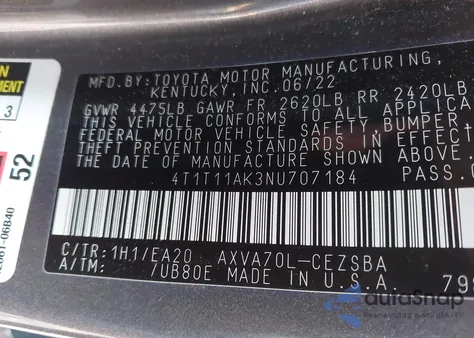 MFD.BY:TOYOTA MOTOR MANUFACTURING,
KENTUCKY, INC.06/22
GVWR 4475LB GAWR FR 2620LB RR 2420LB
THIS VEHICLE CONFORMS TO ALL APPLICA
FEDERAL MOTOR VEHICLE SAFETY, BUMPER,
THEFT PREVENTION STANDARDS IN EFFECT
THE DATE OF MANUFACTURE SHOWN ABOVE.
4T1T11AK3NU707184 PASS.
C/TR:1H1/EA20 AXVA70L-CEZSBA
A/TM: /UB80E MADE IN U.S.A.
MENT
3
52
06B40
autoSnap